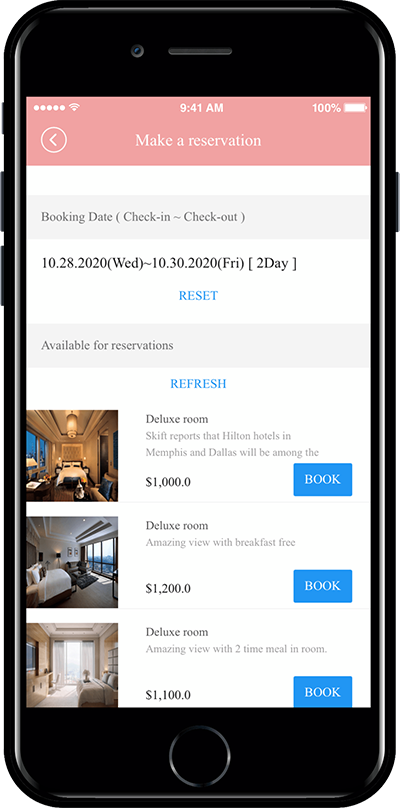 9:41 AM
100%
Make a reservation
Booking Date ( Check-in ~ Check-out )
10.28.2020(Wed)~10.30.2020(Fri) [ 2Day ]
RESET
Available for reservations
REFRESH
Deluxe room
Skift reports that Hilton hotels in
Memphis and Dallas will be among the
$1,000.0
BOOK
Deluxe room
Amazing view with breakfast free
$1,200.0
BOOK
Deluxe room
Amazing view with 2 time meal in room.
$1,100.0
BOOK